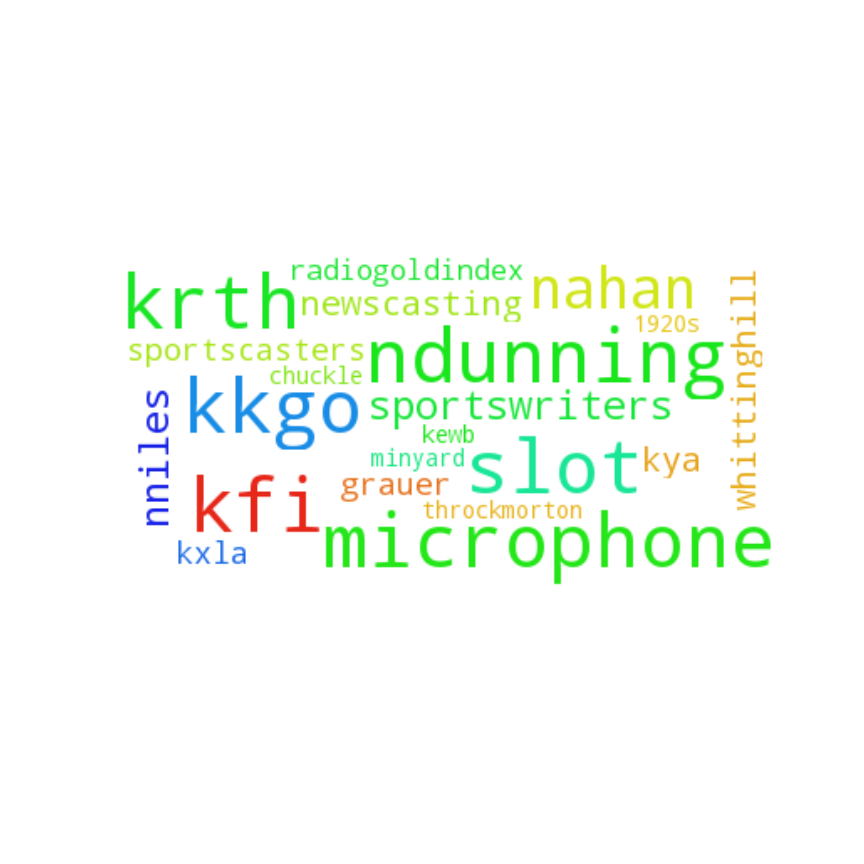 radiogoldindex
krth
nahan
newscasting
1920s
whittinghill
sportscasters
ndunning
chuckle
kkgo
sportswriters
nniles
kewb
minyard
slot
kya
grauer
kfi
throckmorton
microphone
kxla